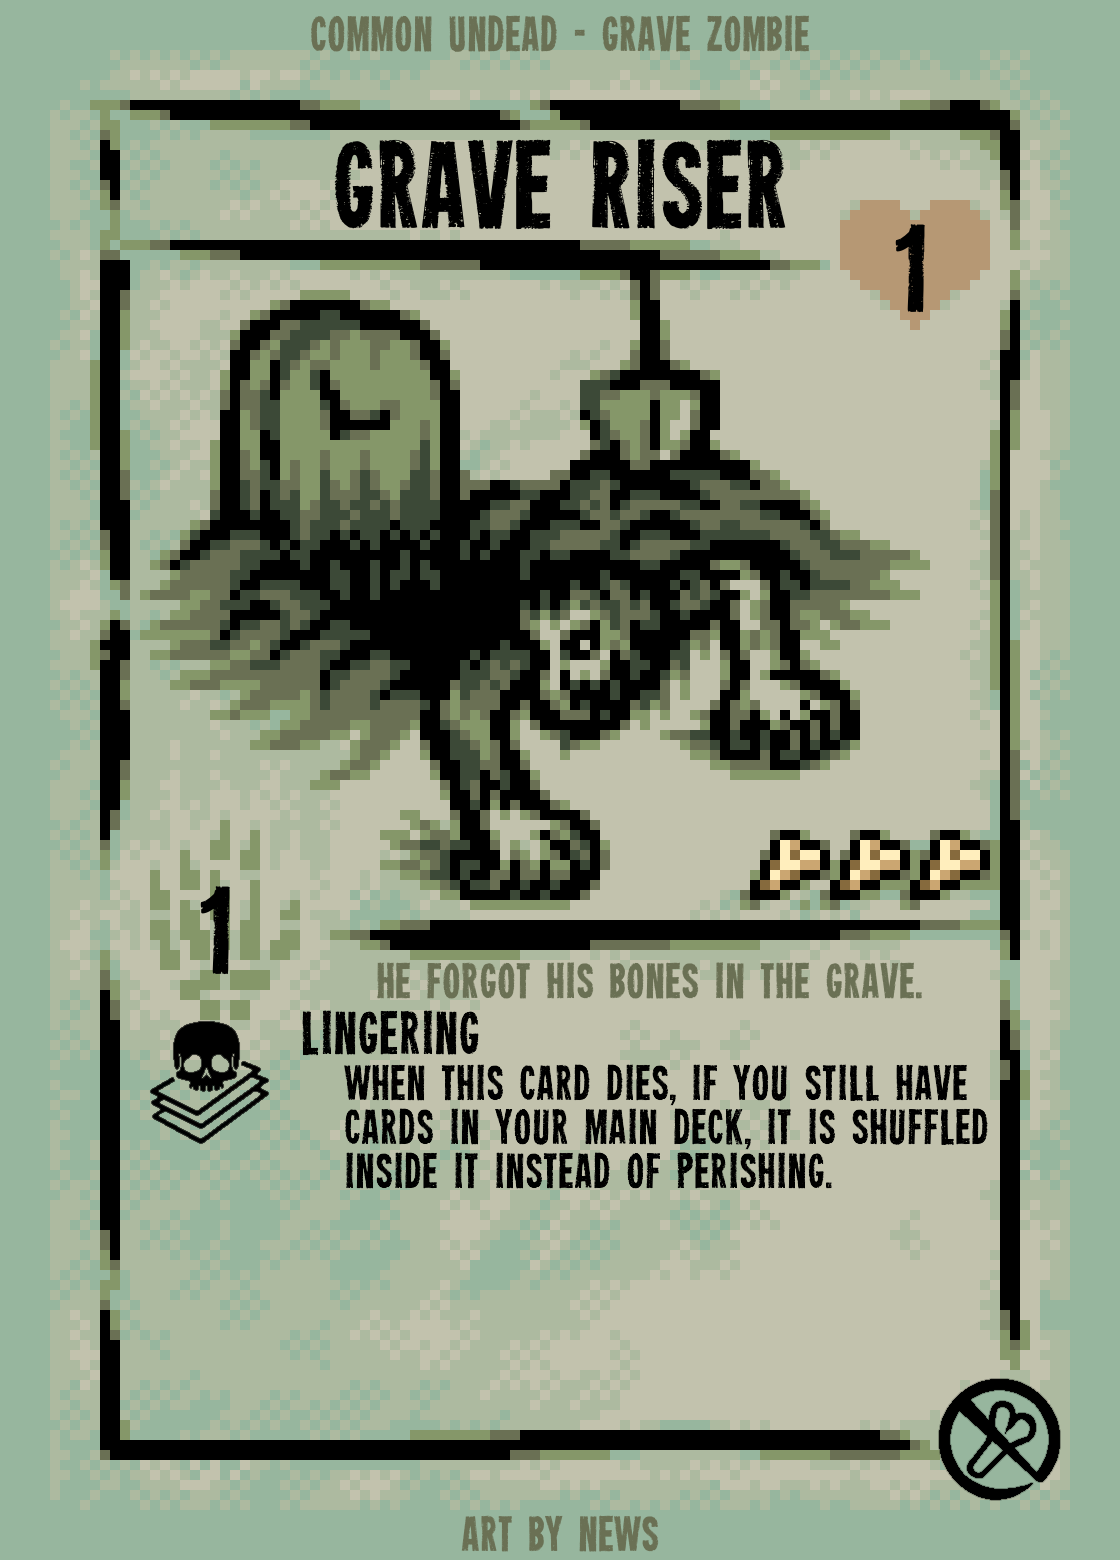 COMMON UNDEAD - GRAVE ZOMBIE
GRAVE RISER
1
1
HE FORGOT HIS BONES IN THE GRAVE.
LINGERING
WHEN THIS CARD DIES, IF YOU STILL HAVE
CARDS IN YOUR MAIN DECK, IT IS SHUFFLED
INSIDE IT INSTEAD OF PERISHING.
ART BY NEWS